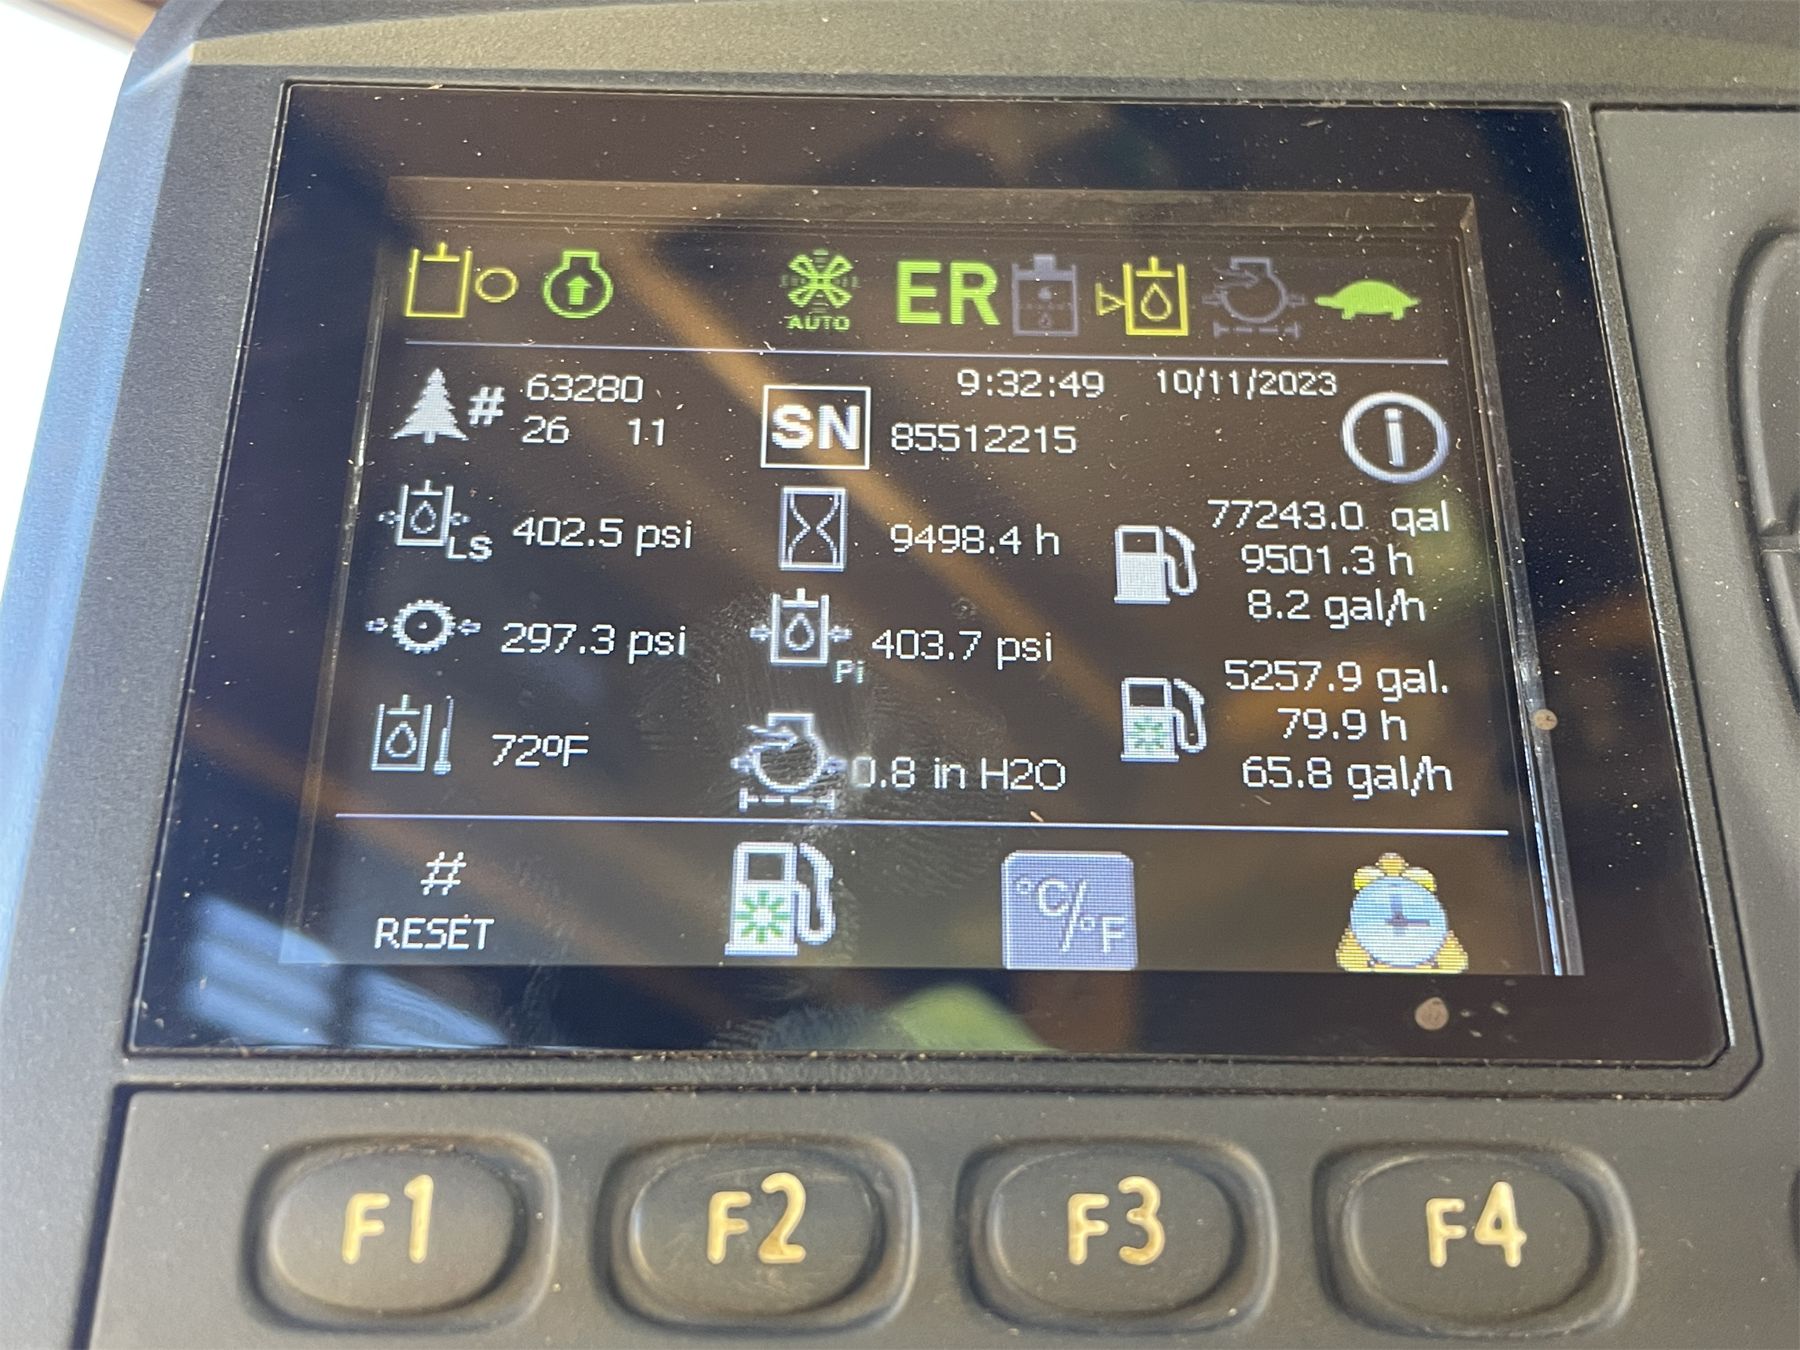 AUTO
ER
# 63280
26 11
SN 85512215
9:32:49 10/11/2023
i
LS 402.5 psi
9498.4 h
77243.0 gal
9501.3 h
8.2 gal/h
297.3 psi
Pi 403.7 psi
5257.9 gal.
79.9 h
65.8 gal/h
72ºF
0.8 in H2O
#
RESET
°C/°F
F1
F2
F3
F4